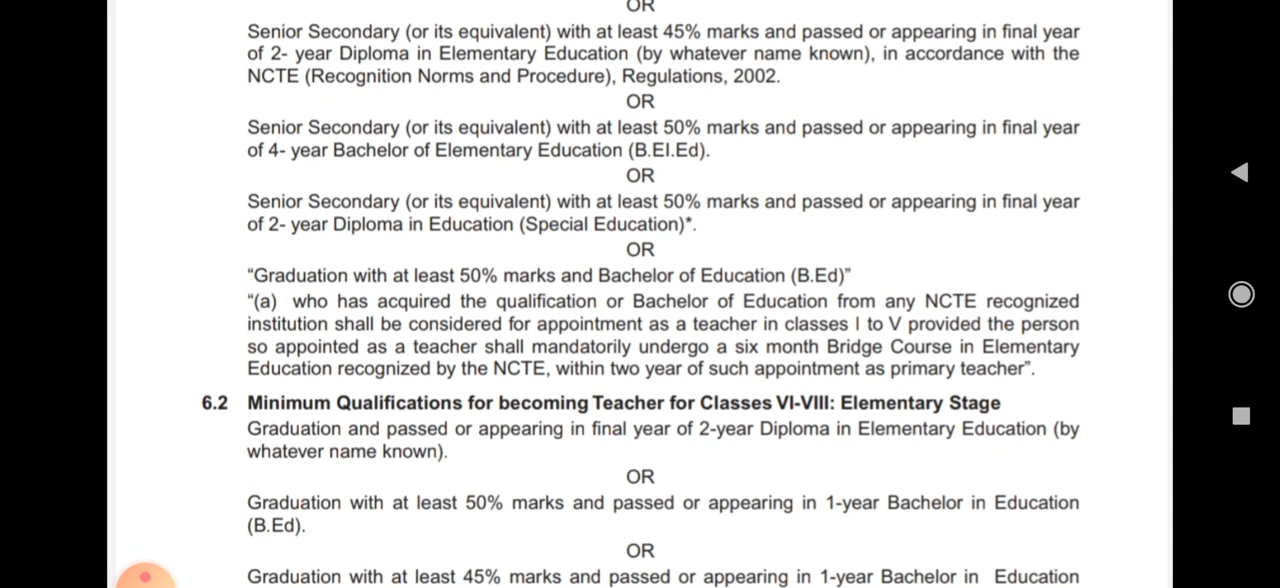 OR
Senior Secondary (or its equivalent) with at least 45% marks and passed or appearing in final year
of 2- year Diploma in Elementary Education (by whatever name known), in accordance with the
NCTE (Recognition Norms and Procedure), Regulations, 2002.
OR
Senior Secondary (or its equivalent) with at least 50% marks and passed or appearing in final year
of 4- year Bachelor of Elementary Education (B.El.Ed).
OR
Senior Secondary (or its equivalent) with at least 50% marks and passed or appearing in final year
of 2- year Diploma in Education (Special Education)*.
OR
“Graduation with at least 50% marks and Bachelor of Education (B.Ed)”
“(a) who has acquired the qualification or Bachelor of Education from any NCTE recognized
institution shall be considered for appointment as a teacher in classes I to V provided the person
so appointed as a teacher shall mandatorily undergo a six month Bridge Course in Elementary
Education recognized by the NCTE, within two year of such appointment as primary teacher”.
6.2 Minimum Qualifications for becoming Teacher for Classes VI-VIII: Elementary Stage
Graduation and passed or appearing in final year of 2-year Diploma in Elementary Education (by
whatever name known).
OR
Graduation with at least 50% marks and passed or appearing in 1-year Bachelor in Education
(B.Ed).
OR
Graduation with at least 45% marks and passed or appearing in 1-year Bachelor in Education